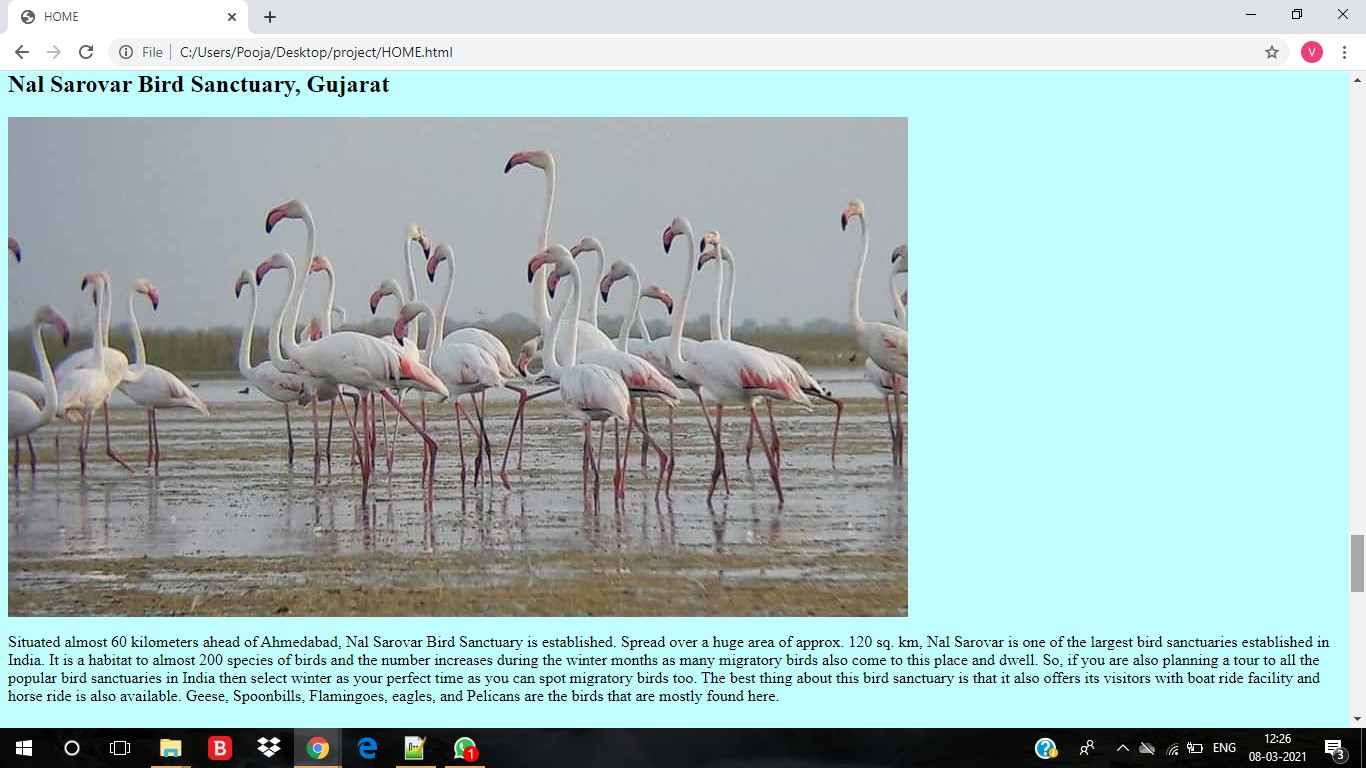 HOME
File
C:/Users/Pooja/Desktop/project/HOME.html
V
Nal Sarovar Bird Sanctuary, Gujarat
Situated almost 60 kilometers ahead of Ahmedabad, Nal Sarovar Bird Sanctuary is established. Spread over a huge area of approx. 120 sq. km, Nal Sarovar is one of the largest bird sanctuaries established in
India. It is a habitat to almost 200 species of birds and the number increases during the winter months as many migratory birds also come to this place and dwell. So, if you are also planning a tour to all the
popular bird sanctuaries in India then select winter as your perfect time as you can spot migratory birds too. The best thing about this bird sanctuary is that it also offers its visitors with boat ride facility and
horse ride is also available. Geese, Spoonbills, Flamingoes, eagles, and Pelicans are the birds that are mostly found here.
B
1
ENG
12:26
08-03-2021
3